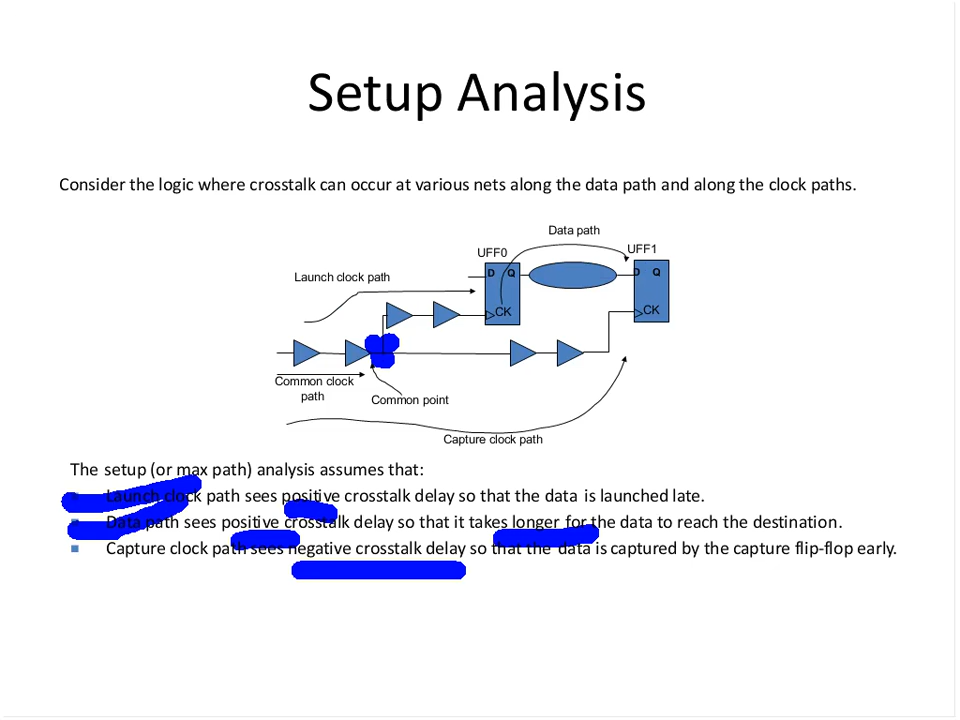 Setup Analysis
Consider the logic where crosstalk can occur at various nets along the data path and along the clock paths.
Data path
UFF0
UFF1
Launch clock path
D Q
D Q
CK
CK
Common clock
path
Common point
Capture clock path
The setup (or max path) analysis assumes that:
Launch clock path sees positive crosstalk delay so that the data is launched late.
Data path sees positive crosstalk delay so that it takes longer for the data to reach the destination.
Capture clock path sees negative crosstalk delay so that the data is captured by the capture flip-flop early.